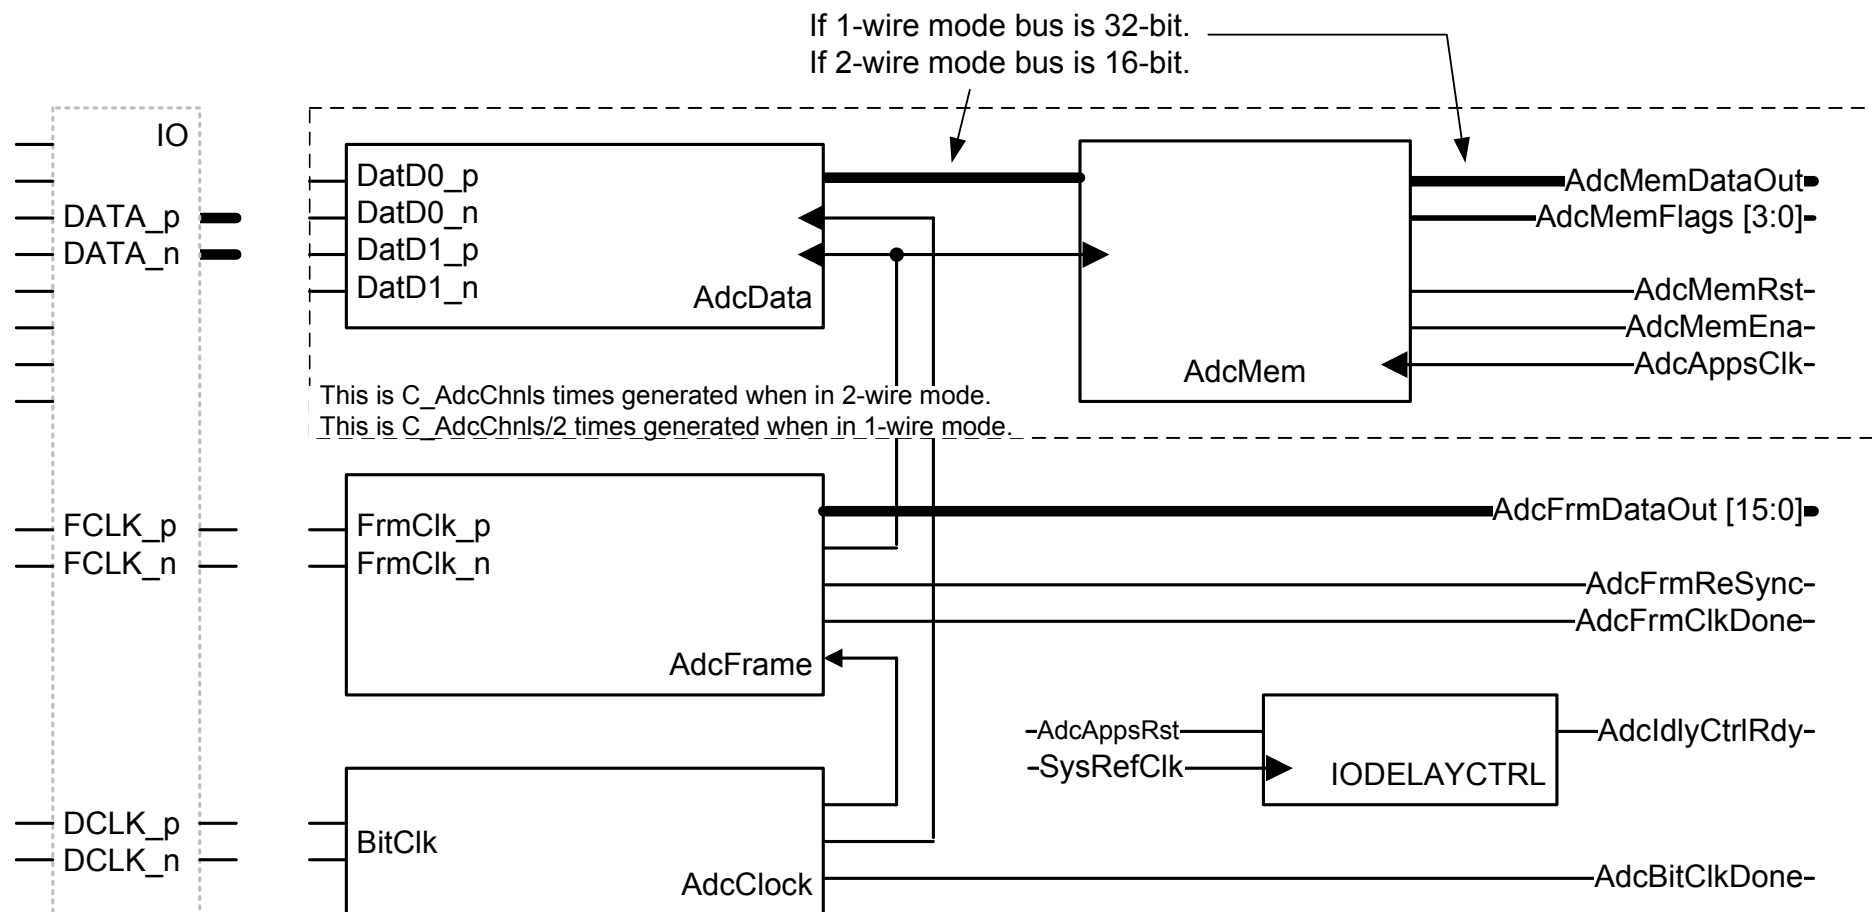 If 1-wire mode bus is 32-bit.
If 2-wire mode bus is 16-bit.
IO
DATA_p
DATA_n
DatD0_p
DatD0_n
DatD1_p
DatD1_n
AdcData
AdcMem
AdcMemDataOut
AdcMemFlags [3:0]
AdcMemRst
AdcMemEna
AdcAppsClk
This is C_AdcChnls times generated when in 2-wire mode.
This is C_AdcChnls/2 times generated when in 1-wire mode.
FCLK_p
FCLK_n
FrmClk_p
FrmClk_n
AdcFrame
AdcFrmDataOut [15:0]
AdcFrmReSync
AdcFrmClkDone
AdcAppsRst
SysRefClk
IODELAYCTRL
AdcIdlyCtrlRdy
DCLK_p
DCLK_n
BitClk
AdcClock
AdcBitClkDone